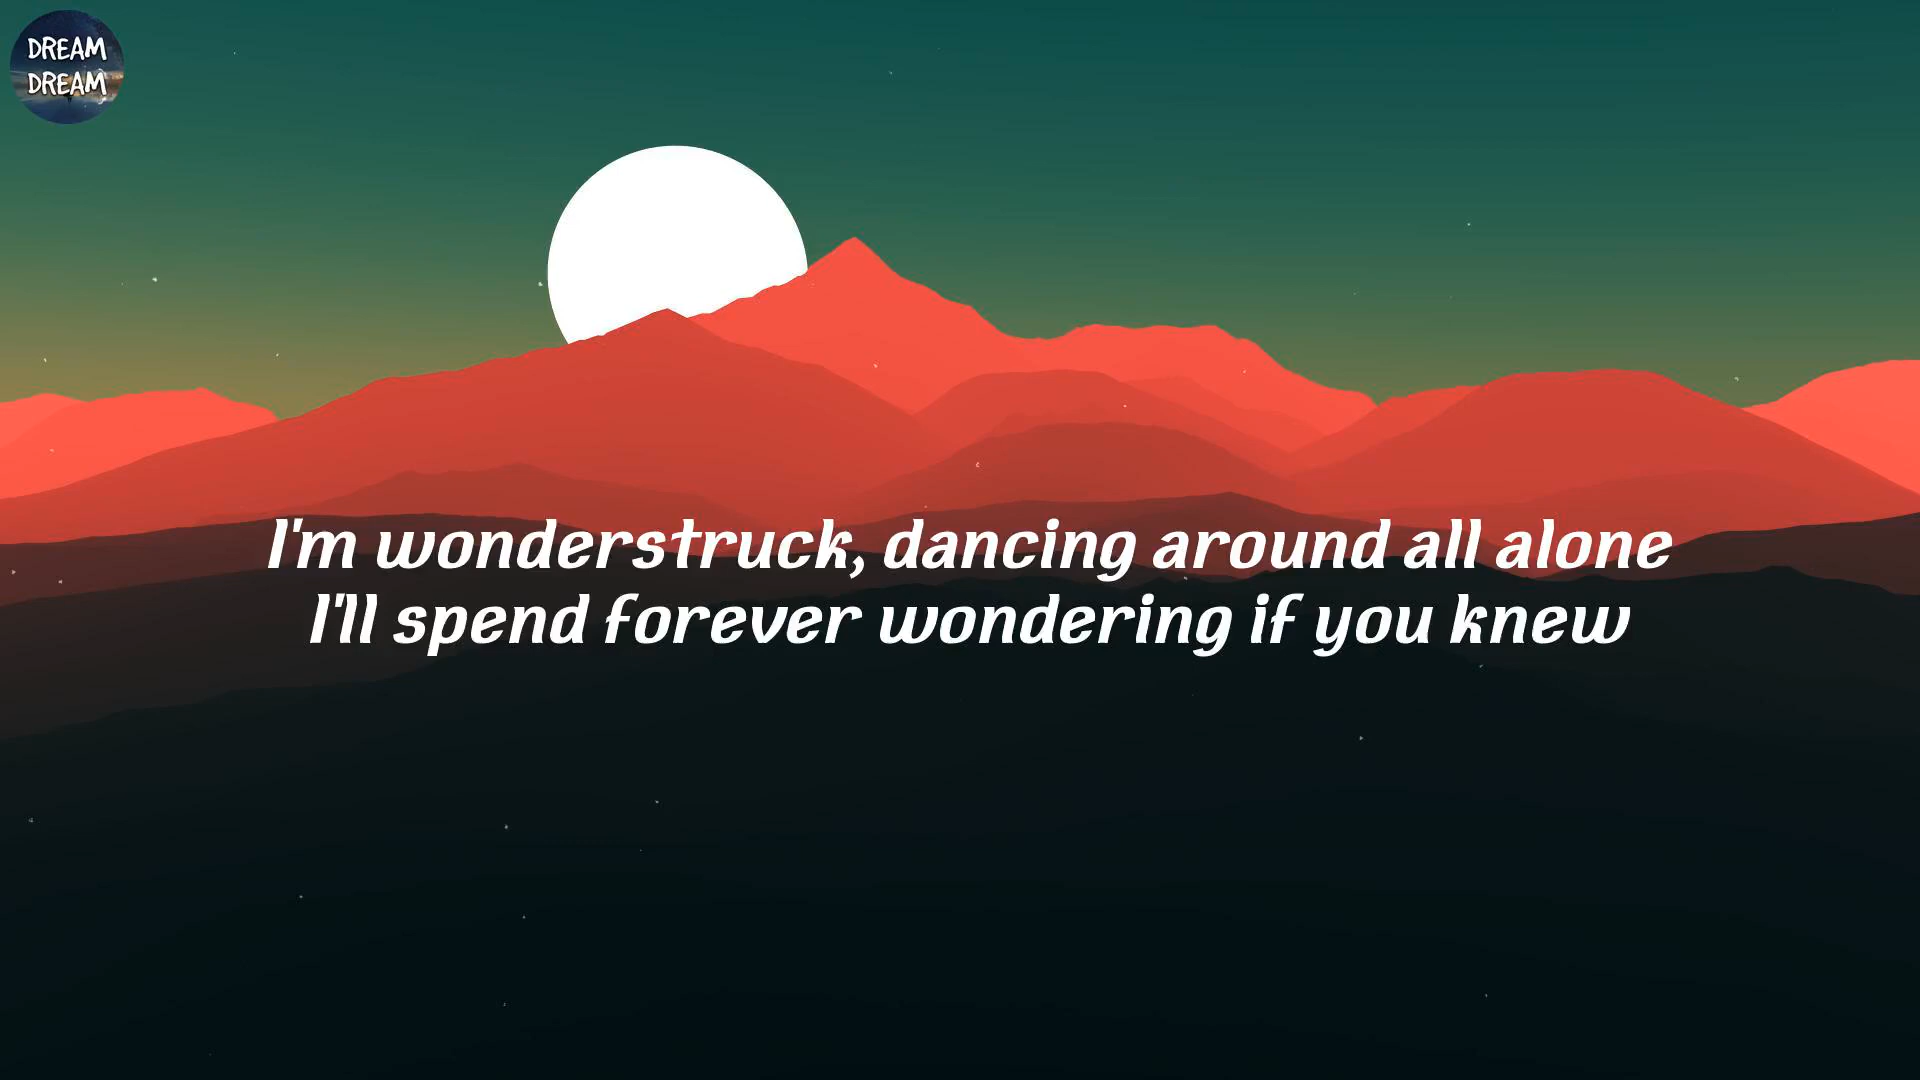 DREAM
DREAM
I'm wonderstruck, dancing around all alone
I'll spend forever wondering if you knew